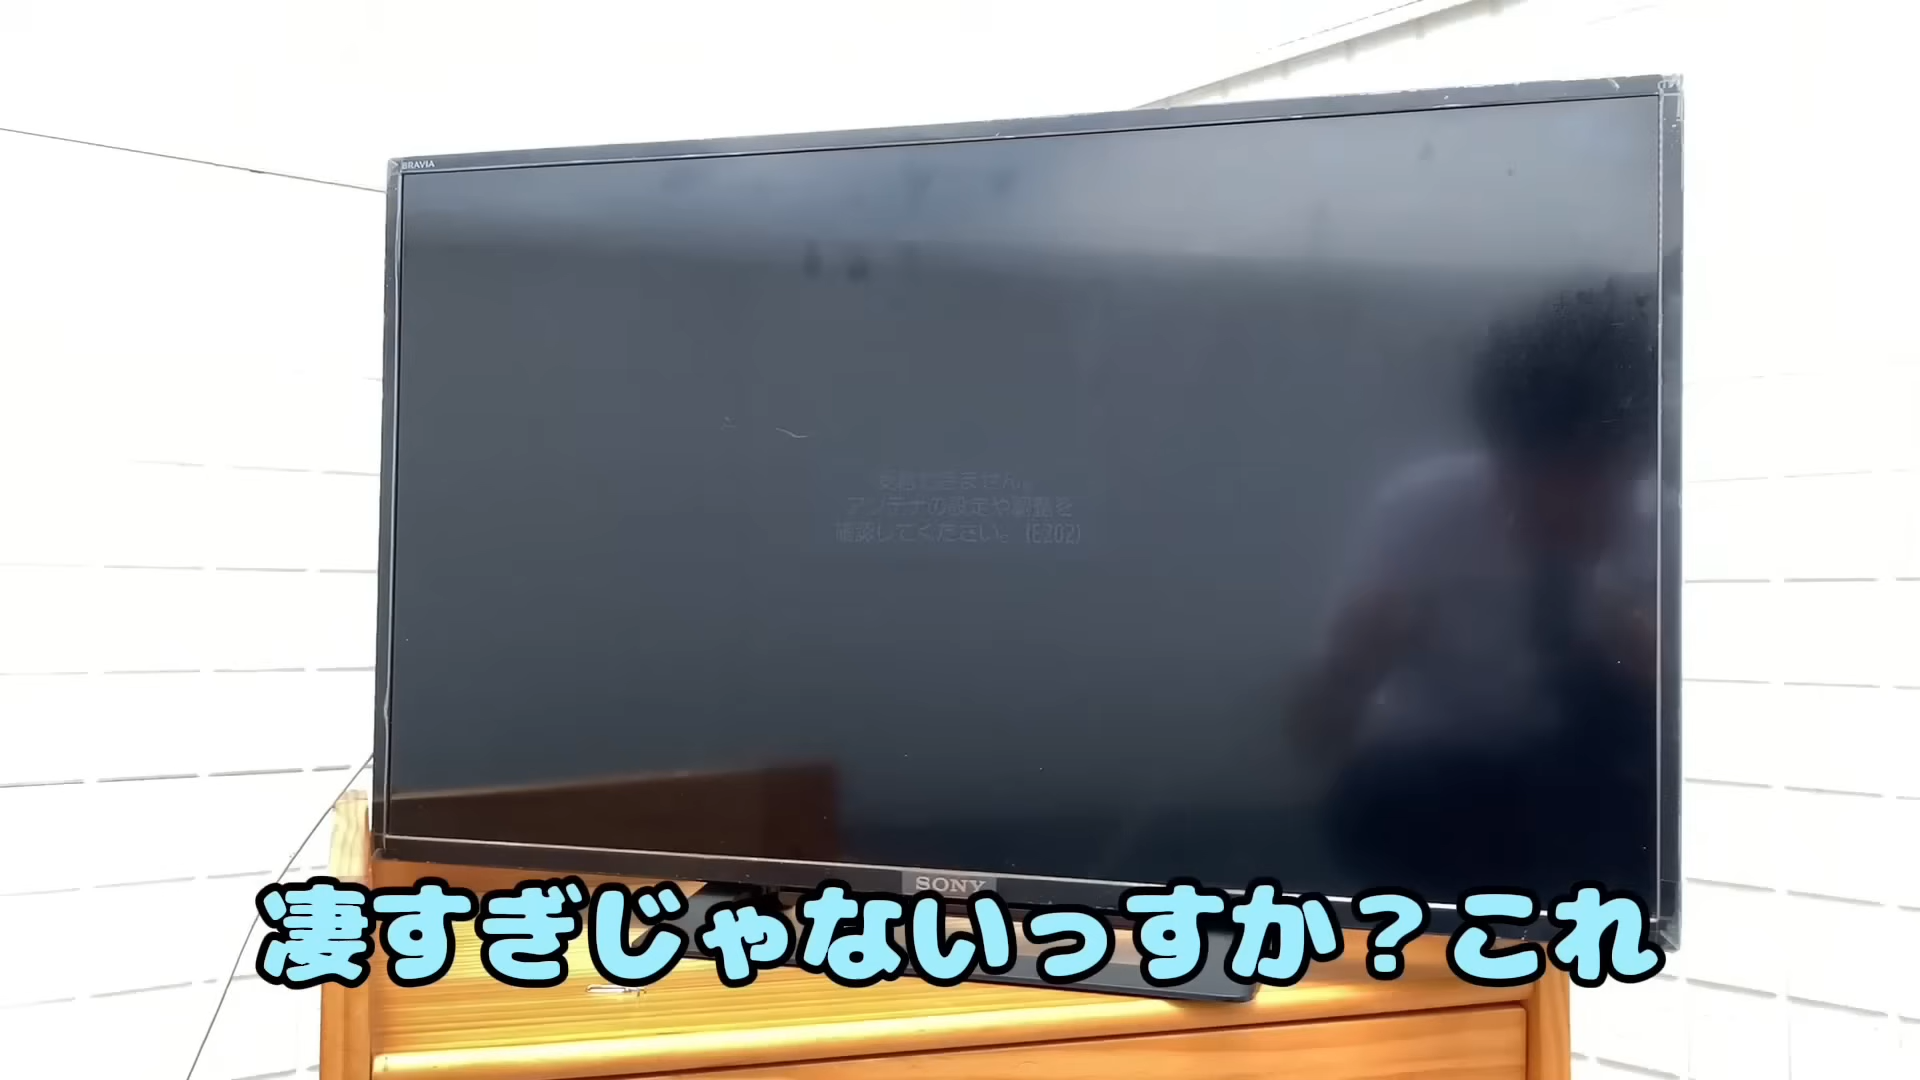 BRAVIA
受信できません。
アンテナの設定や調整を
確認してください。(E202)
SONY
凄すぎじゃないっすか？これ